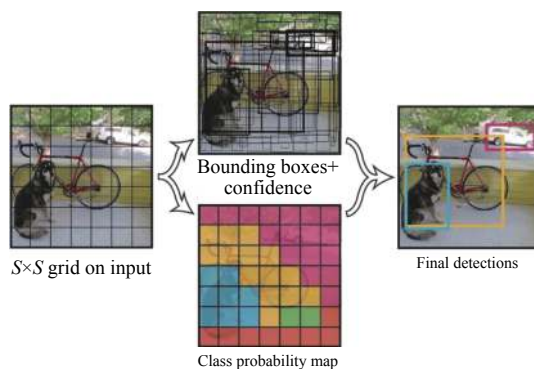 Bounding boxes+
confidence
S×S grid on input
Final detections
Class probability map